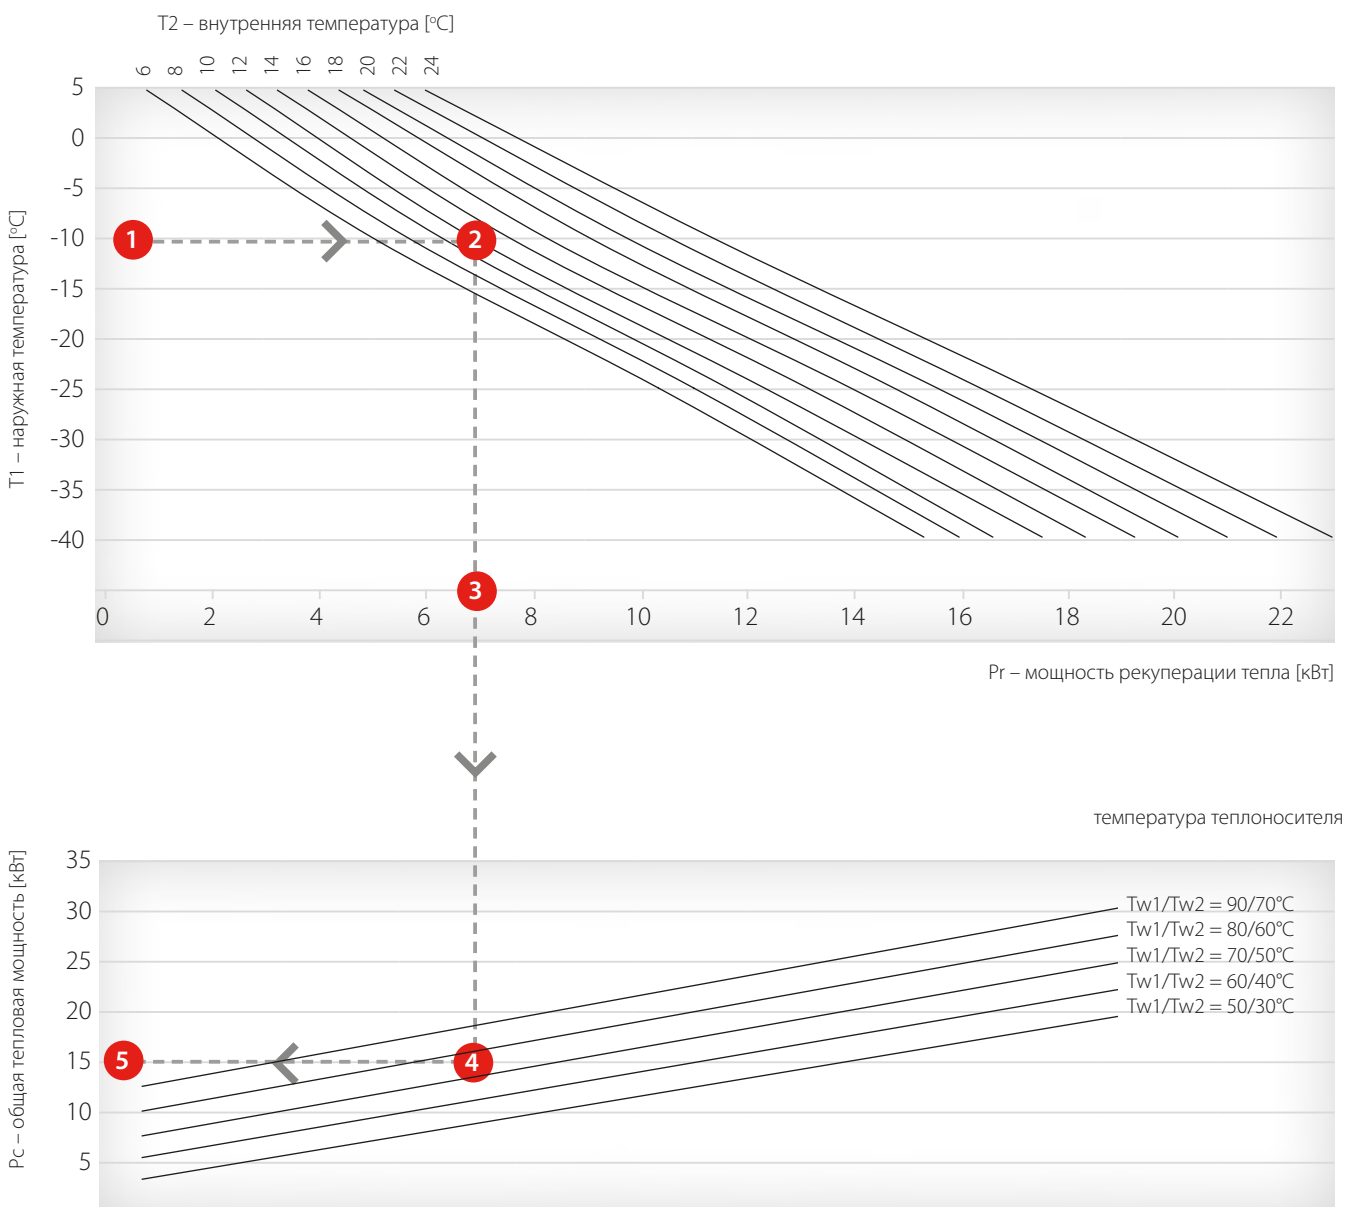 T2 – внутренняя температура [°C]
6 8 10 12 14 16 18 20 22 24
5
0
-5
-10
-15
-20
-25
-30
-35
-40
T1 – наружная температура [°C]
1
2
3
0 2 4 6 8 10 12 14 16 18 20 22
Pr – мощность рекуперации тепла [кВт]
температура теплоносителя
Pc – общая тепловая мощность [кВт]
35
30
25
20
15
10
5
Tw1/Tw2 = 90/70°C
Tw1/Tw2 = 80/60°C
Tw1/Tw2 = 70/50°C
Tw1/Tw2 = 60/40°C
Tw1/Tw2 = 50/30°C
5
4